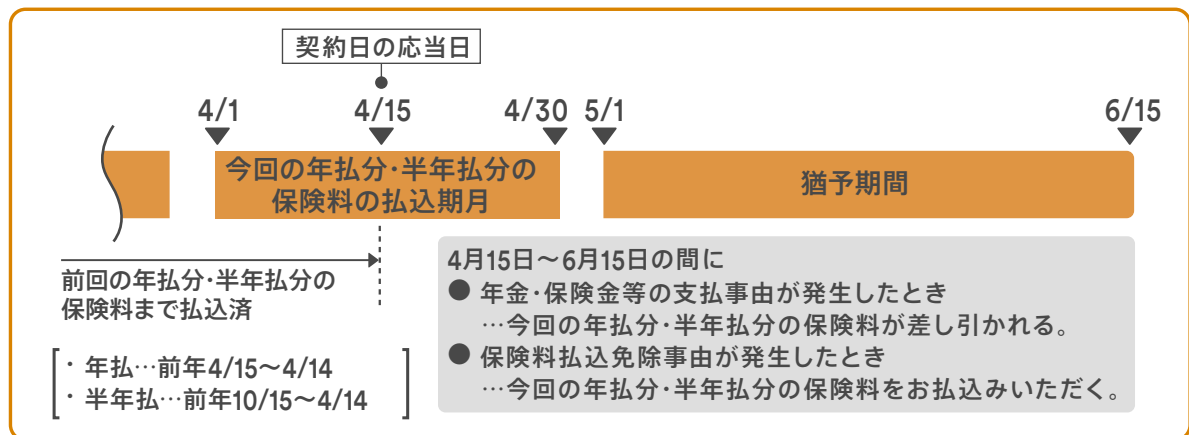 契約日の応当日
4/1 4/15 4/30 5/1 6/15
今回の年払分·半年払分の
保険料の払込期月
猶予期間
前回の年払分·半年払分の
保険料まで払込済
· 年払…前年4/15～4/14
· 半年払…前年10/15～4/14
4月15日～6月15日の間に
● 年金·保険金等の支払事由が発生したとき
…今回の年払分·半年払分の保険料が差し引かれる。
● 保険料払込免除事由が発生したとき
…今回の年払分·半年払分の保険料をお払込みいただく。